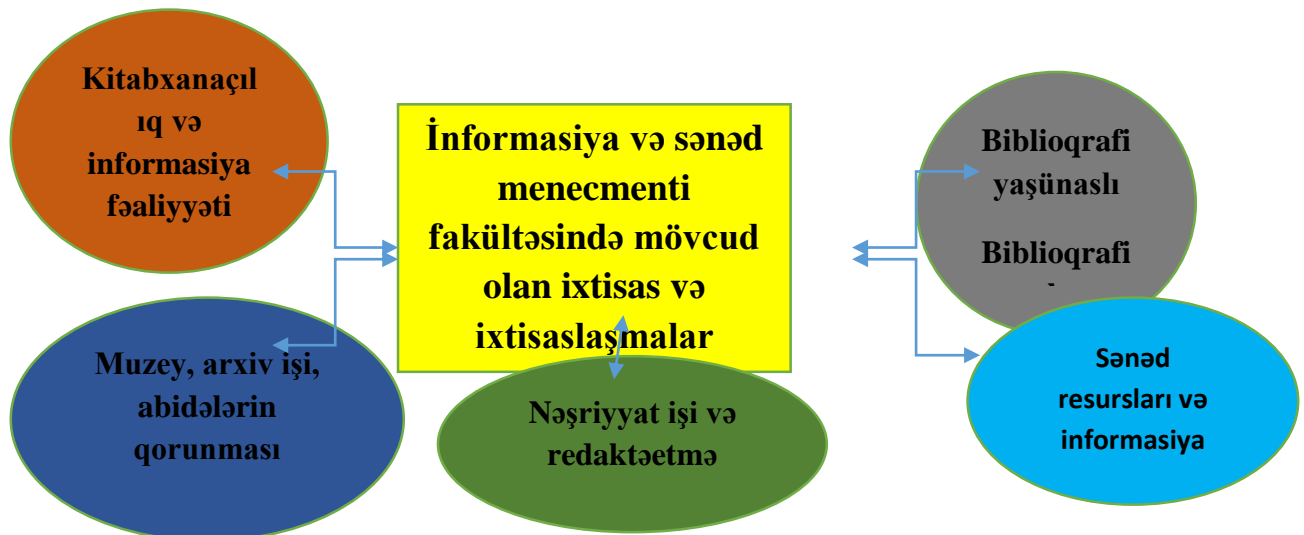 Kitabxanaçıl
ıq və
informasiya
fəaliyyəti
İnformasiya və sənəd
menecmenti
fakültəsində mövcud
olan ixtisas və
ixtisaslaşmalar
Biblioqrafi
yaşünaslı
Biblioqrafi
Muzey, arxiv işi,
abidələrin
qorunması
Nəşriyyat işi və
redaktəetmə
Sənəd
resursları və
informasiya